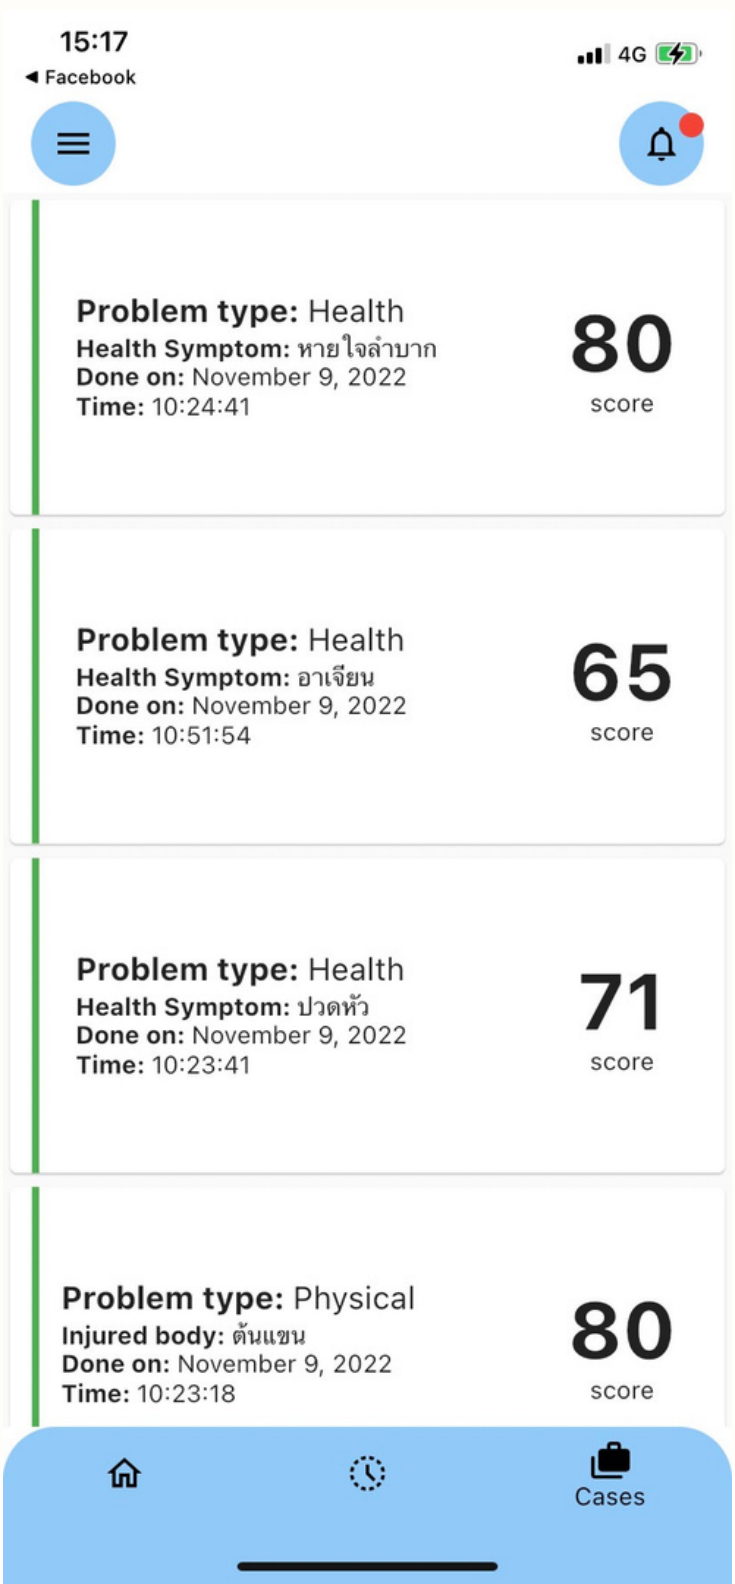 15:17
4G
◀ Facebook
Problem type: Health
Health Symptom: หายใจลำบาก
Done on: November 9, 2022
Time: 10:24:41
80
score
Problem type: Health
Health Symptom: อาเจียน
Done on: November 9, 2022
Time: 10:51:54
65
score
Problem type: Health
Health Symptom: ปวดหัว
Done on: November 9, 2022
Time: 10:23:41
71
score
Problem type: Physical
Injured body: ต้นแขน
Done on: November 9, 2022
Time: 10:23:18
80
score
Cases